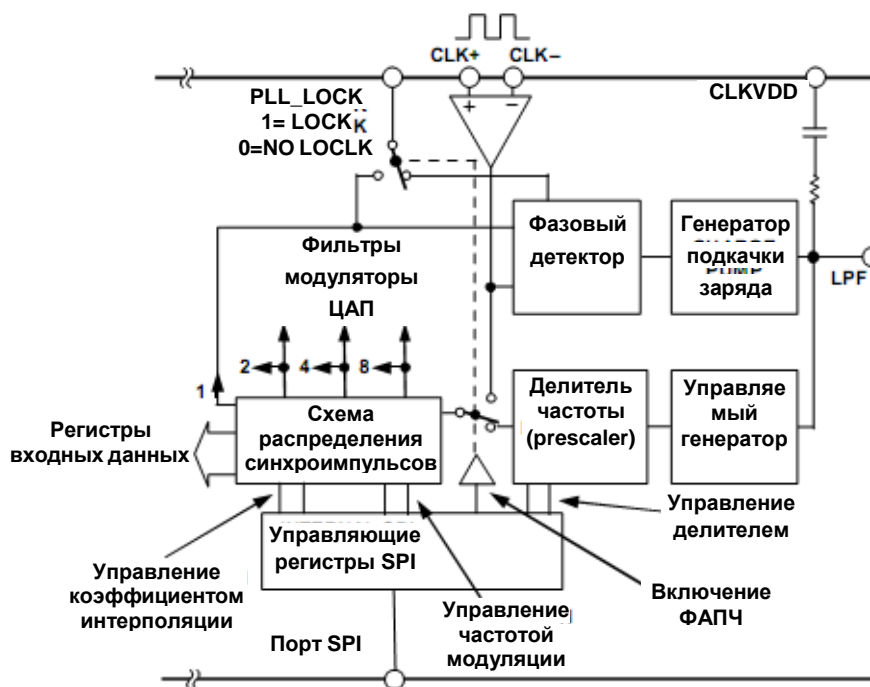 CLK+ CLK–
PLL_LOCK
1= LOCK
0=NO LOCLK
CLKVDD
Фазовый
детектор
Генератор
подкачки
заряда
LPF
Фильтры
модуляторы
ЦАП
1
2
4
8
Схема
распределения
синхроимпульсов
Делитель
частоты
(prescaler)
Управляе
мый
генератор
Регистры
входных данных
Управляющие
регистры SPI
Управление
делителем
Управление
коэффициентом
интерполяции
Управление
частотой
модуляции
Включение
ФАПЧ
Порт SPI
+ –